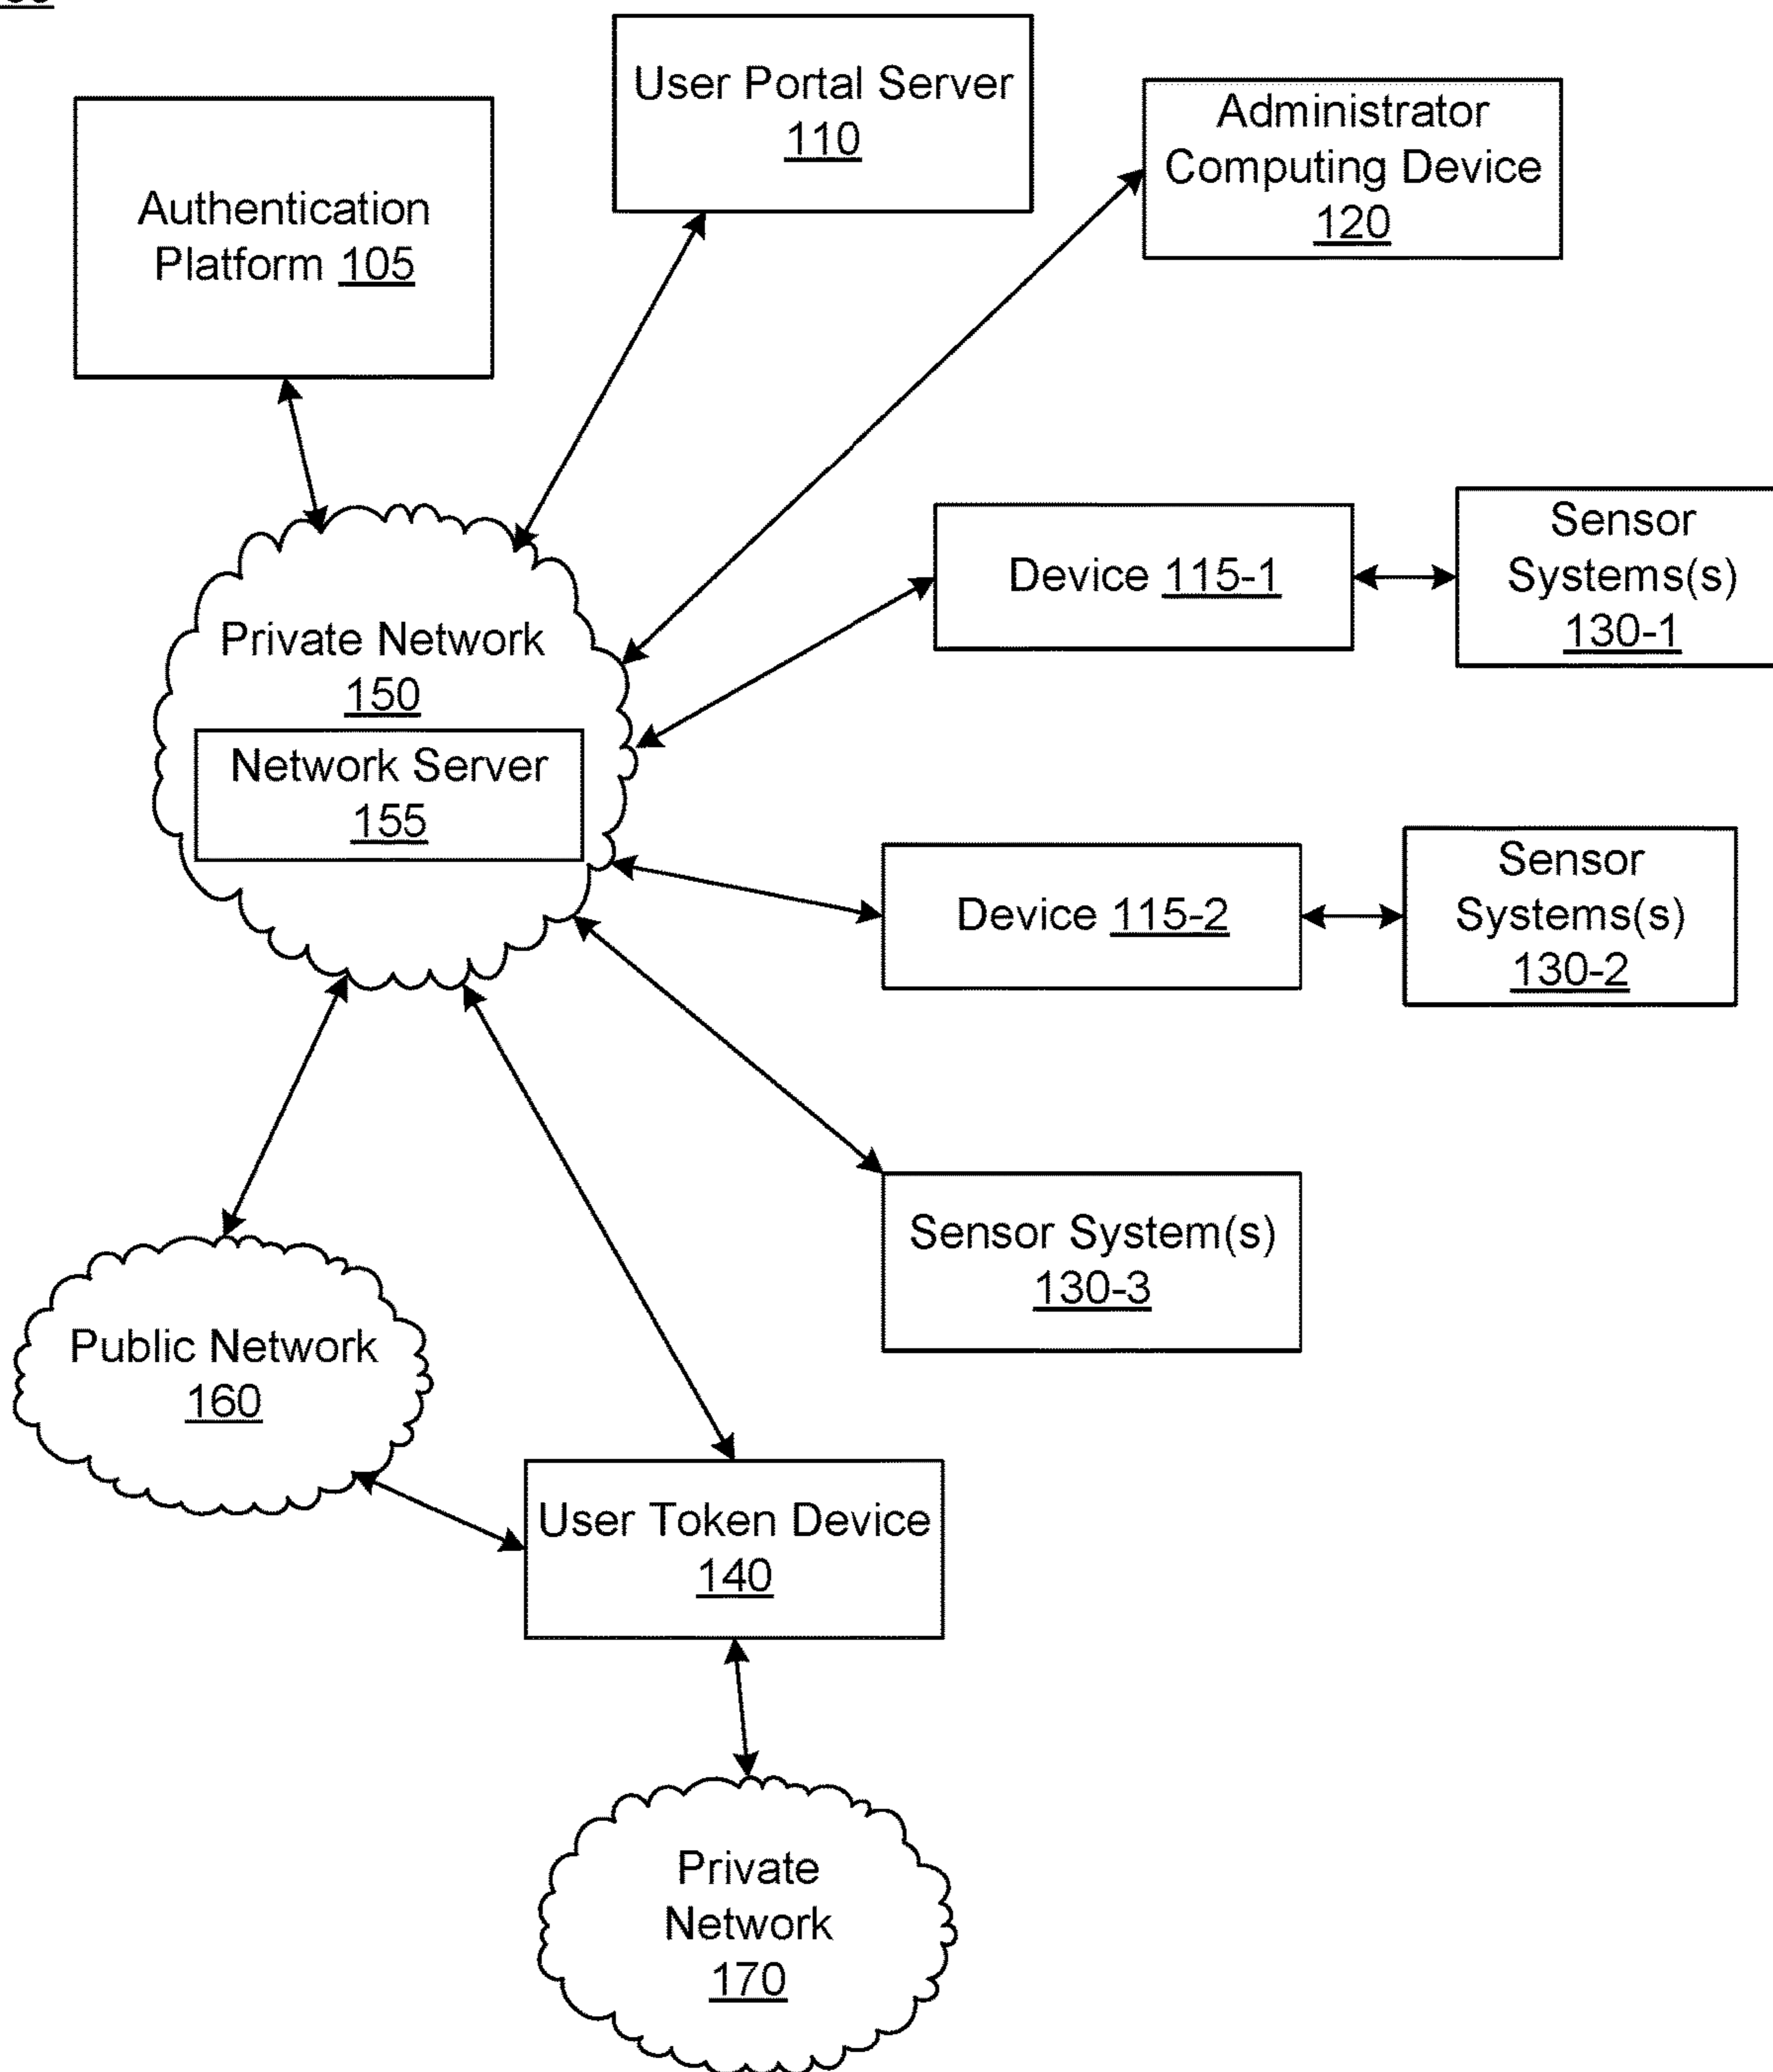 User Portal Server
110
Administrator
Computing Device
120
Authentication
Platform 105
Device 115-1
Sensor
Systems(s)
130-1
Private Network
150
Network Server
155
Device 115-2
Sensor
Systems(s)
130-2
Sensor System(s)
130-3
Public Network
160
User Token Device
140
Private
Network
170